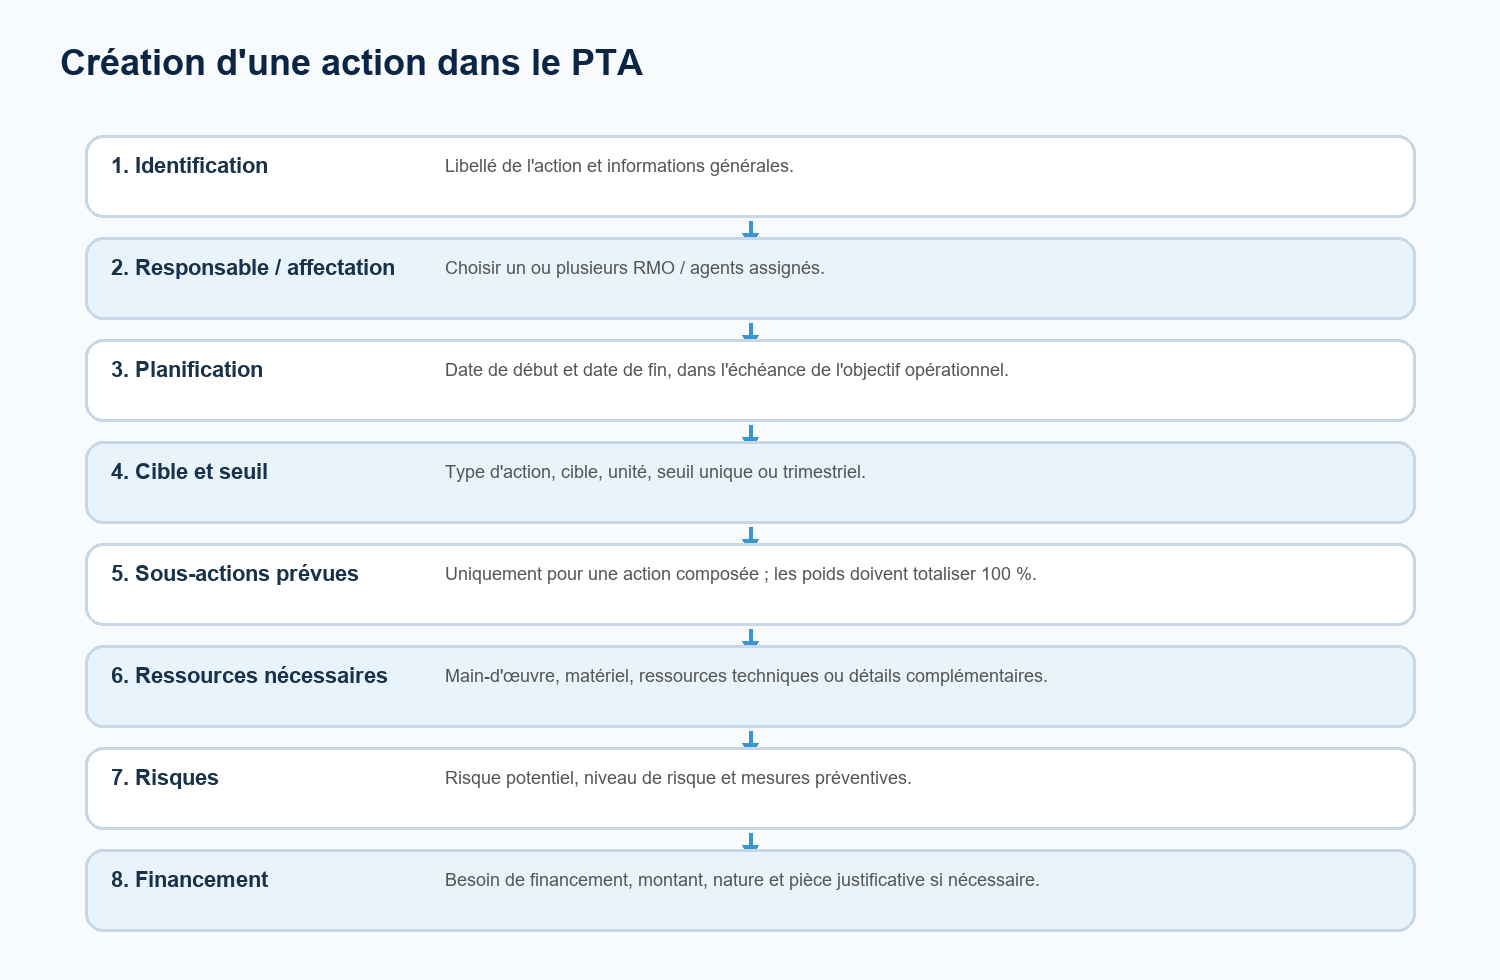 Création d'une action dans le PTA
1. Identification
Libellé de l'action et informations générales.
2. Responsable / affectation
Choisir un ou plusieurs RMO / agents assignés.
3. Planification
Date de début et date de fin, dans l'échéance de l'objectif opérationnel.
4. Cible et seuil
Type d'action, cible, unité, seuil unique ou trimestriel.
5. Sous-actions prévues
Uniquement pour une action composée ; les poids doivent totaliser 100 %.
6. Ressources nécessaires
Main-d'œuvre, matériel, ressources techniques ou détails complémentaires.
7. Risques
Risque potentiel, niveau de risque et mesures préventives.
8. Financement
Besoin de financement, montant, nature et pièce justificative si nécessaire.